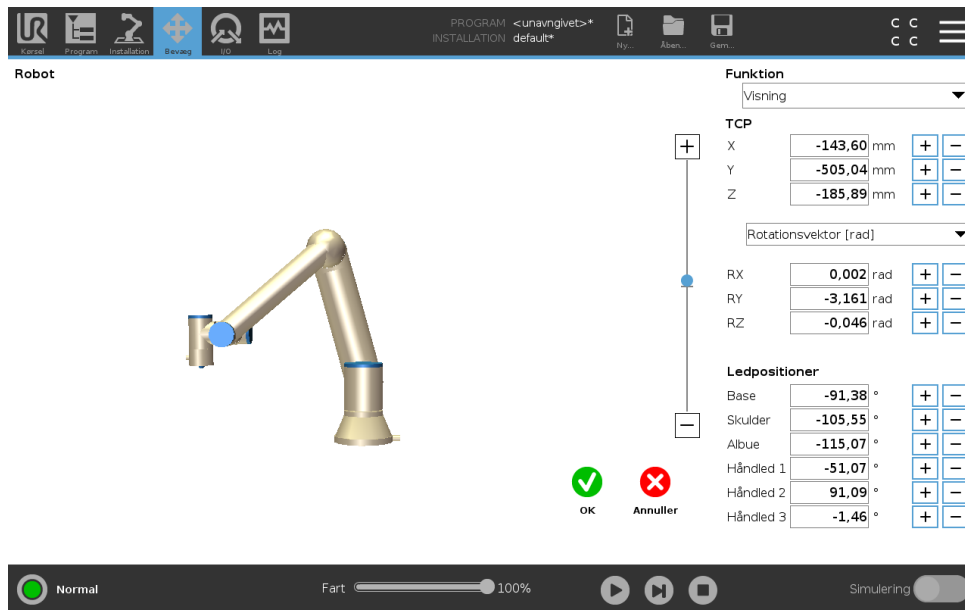 PROGRAM <unavngivet>*
INSTALLATION default*
Kørsel Program Installation Bevæg I/O Log Ny... Åben... Gem...
C C
C C
Robot
Funktion
Visning
TCP
X -143,60 mm + −
Y -505,04 mm + −
Z -185,89 mm + −
Rotationsvektor [rad]
RX 0,002 rad + −
RY -3,161 rad + −
RZ -0,046 rad + −
Ledpositioner
Base -91,38 ° + −
Skulder -105,55 ° + −
Albue -115,07 ° + −
Håndled 1 -51,07 ° + −
Håndled 2 91,09 ° + −
Håndled 3 -1,46 ° + −
OK Annuller
Normal Fart 100% Simulering